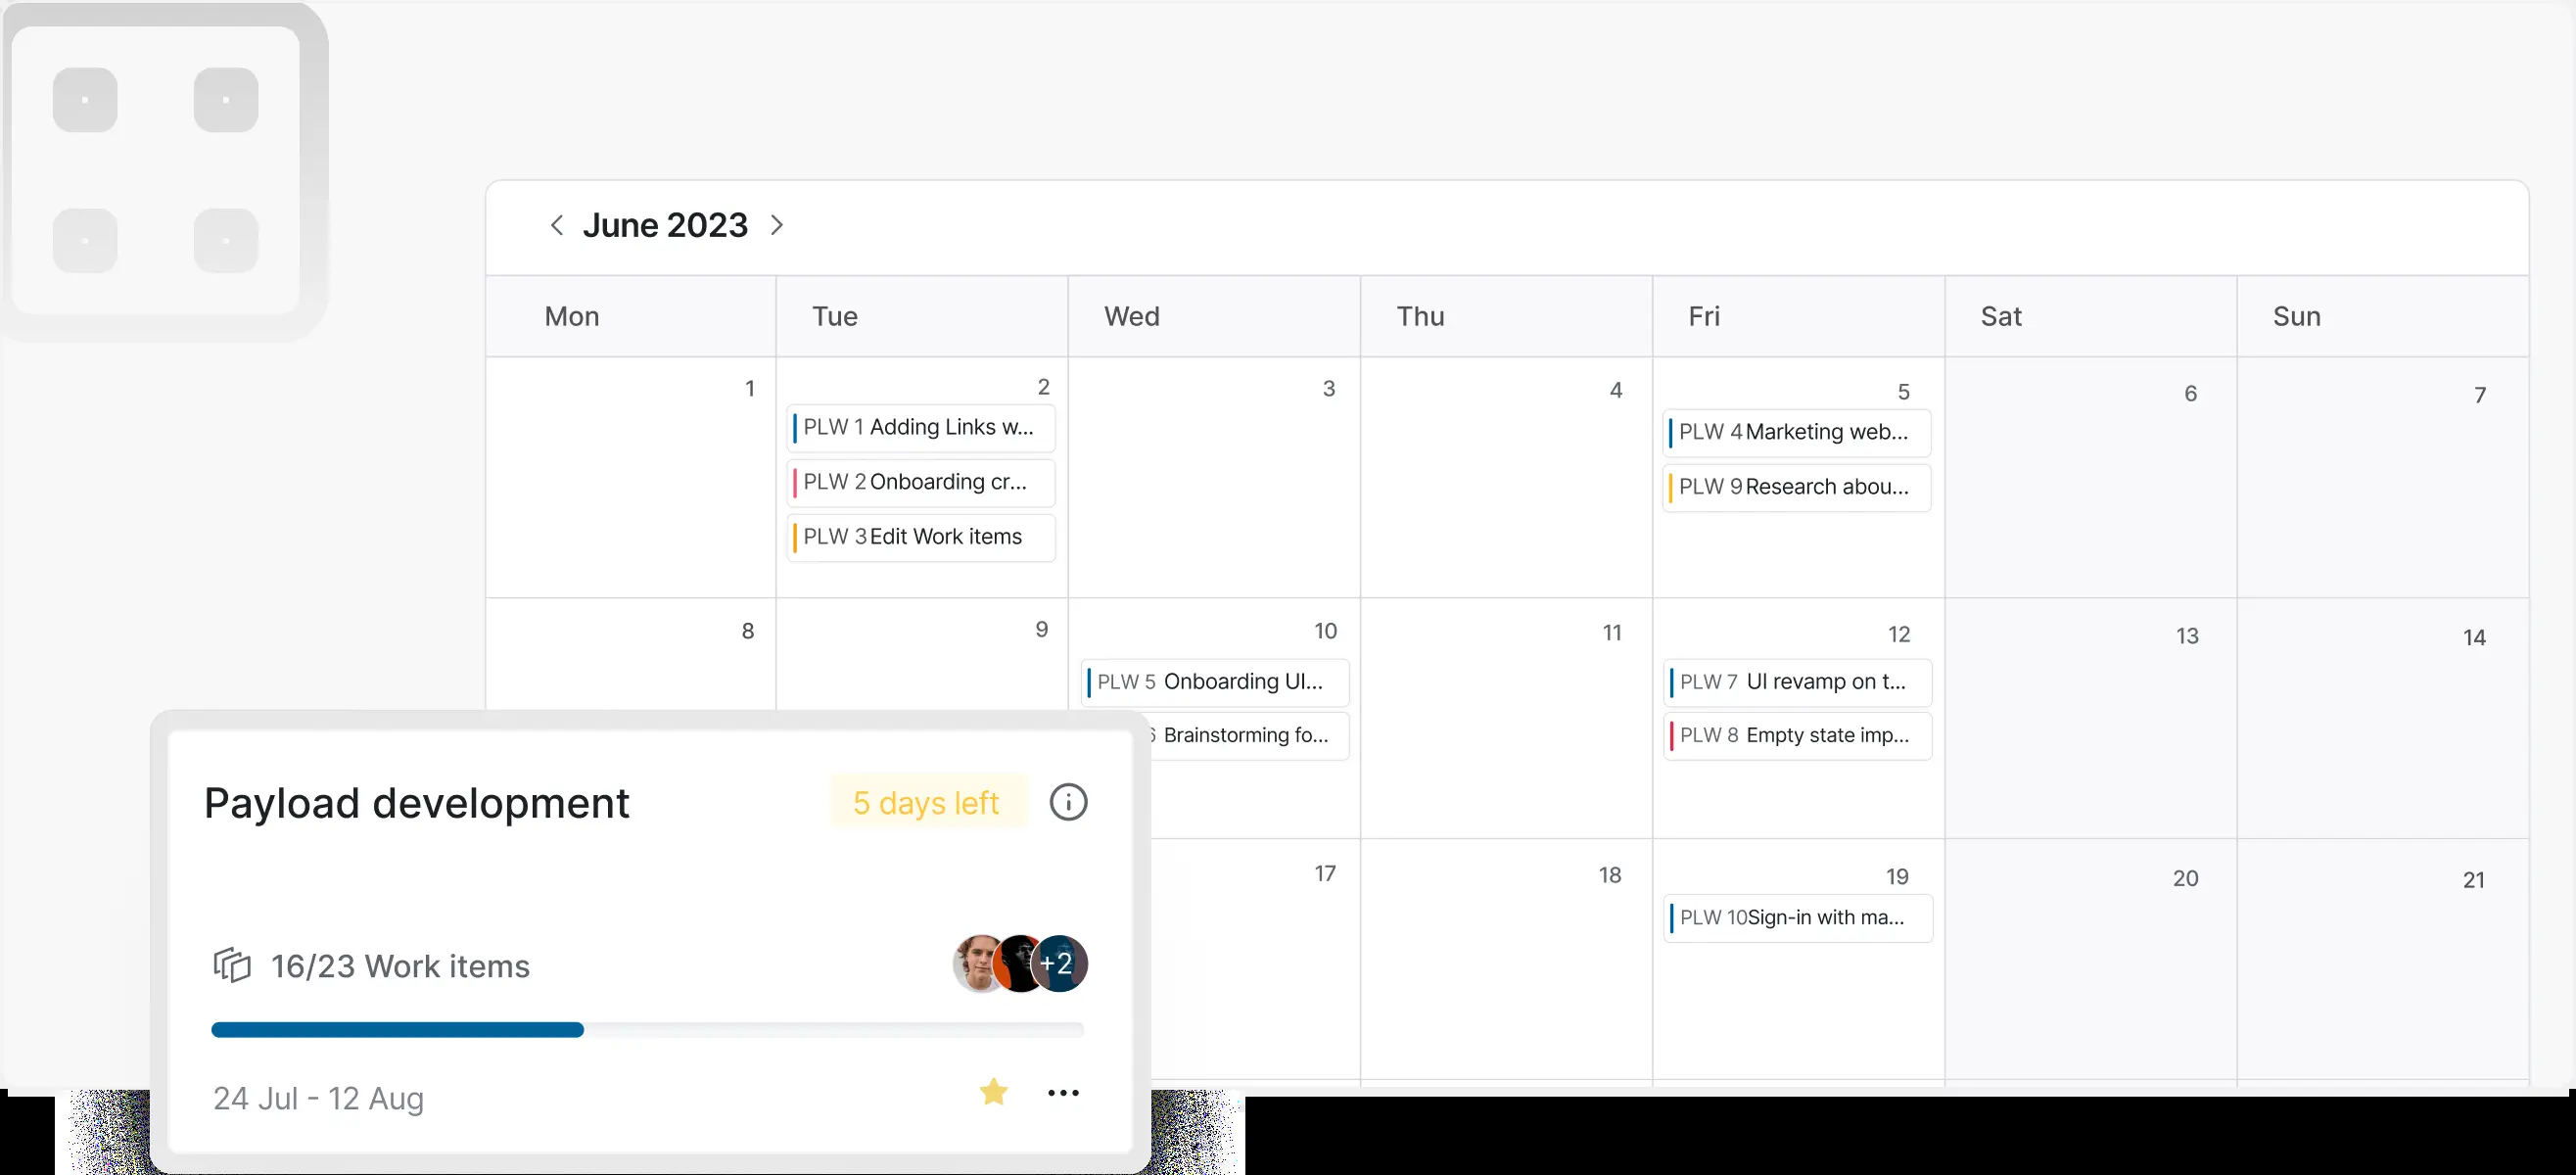 June 2023
Mon Tue Wed Thu Fri Sat Sun
1 2 3 4 5 6 7
PLW 1 Adding Links w...
PLW 2 Onboarding cr...
PLW 3 Edit Work items
PLW 4 Marketing web...
PLW 9 Research abou...
8 9 10 11 12 13 14
PLW 5 Onboarding UI...
6 Brainstorming fo...
PLW 7 UI revamp on t...
PLW 8 Empty state imp...
17 18 19 20 21
PLW 10 Sign-in with ma...
Payload development
5 days left
16/23 Work items
+2
24 Jul - 12 Aug